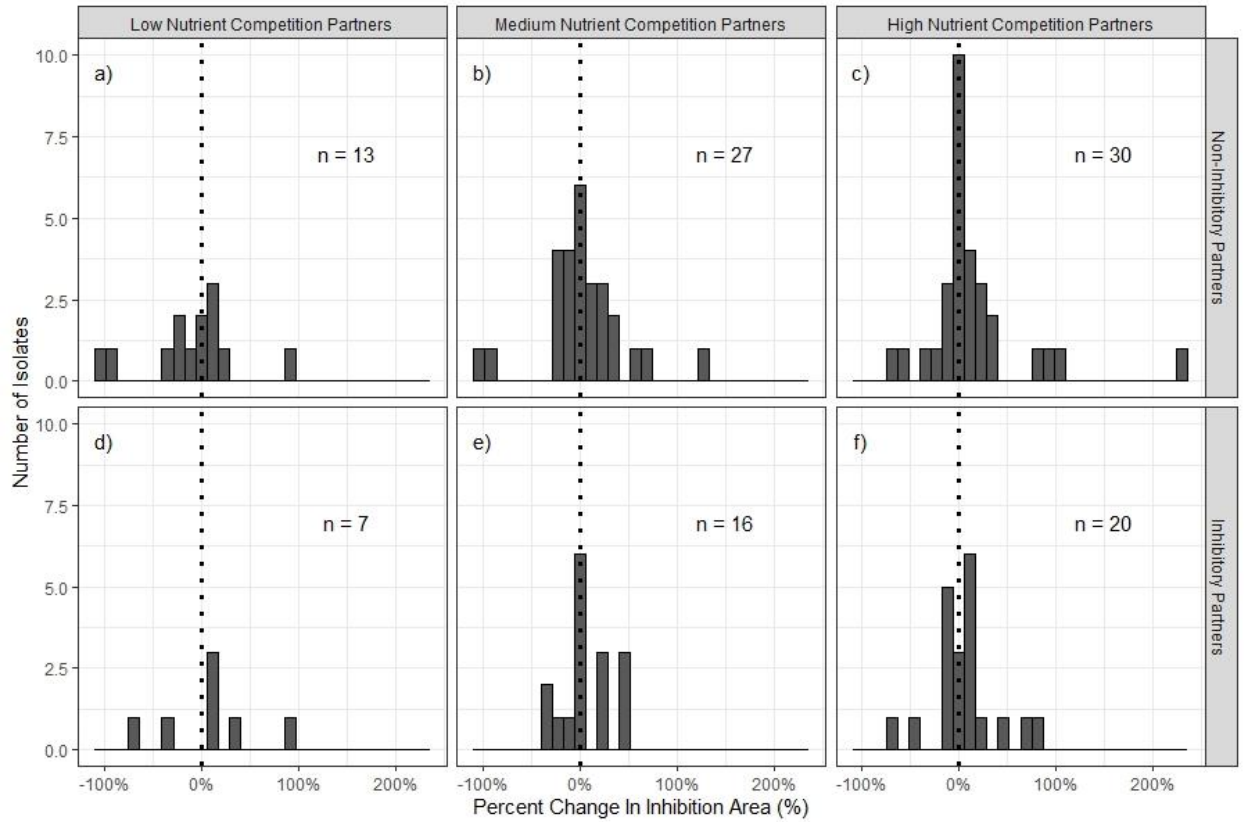 Low Nutrient Competition Partners
Medium Nutrient Competition Partners
High Nutrient Competition Partners
10.0
7.5
5.0
2.5
0.0
a)
n = 13
b)
n = 27
c)
n = 30
Non-Inhibitory Partners
10.0
7.5
5.0
2.5
0.0
d)
n = 7
e)
n = 16
f)
n = 20
Inhibitory Partners
Number of Isolates
-100%
0%
100%
200%
-100%
0%
100%
200%
-100%
0%
100%
200%
Percent Change In Inhibition Area (%)